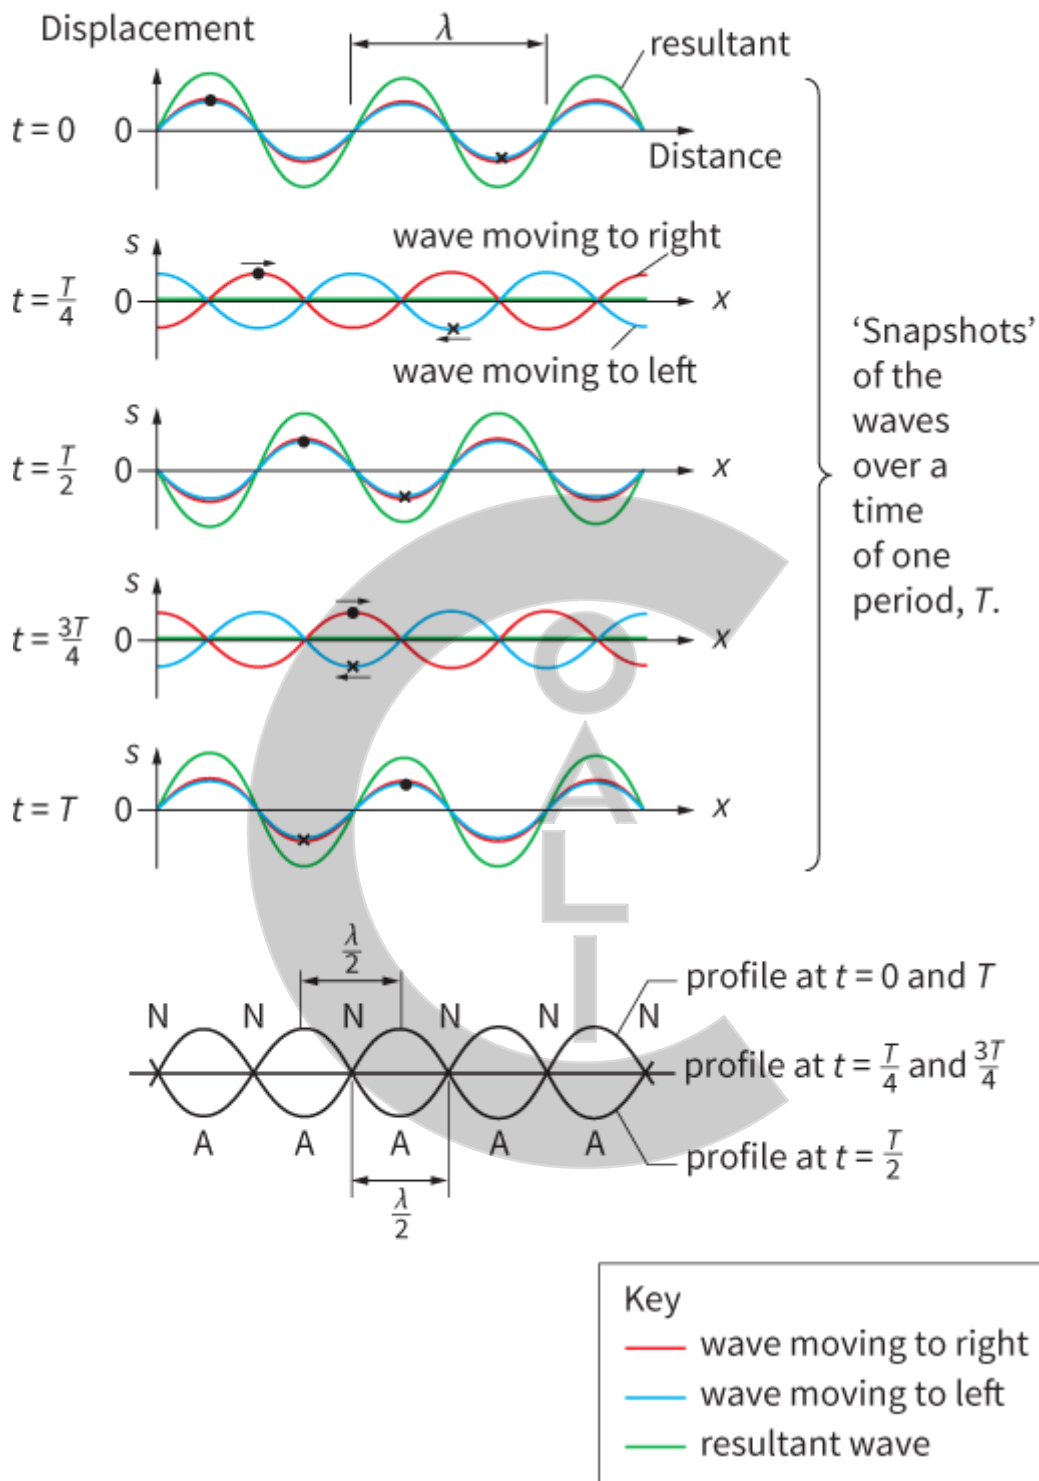 Displacement
λ
resultant
t = 0
0
Distance
s
wave moving to right
t = T/4
0
x
wave moving to left
s
t = T/2
0
x
s
t = 3T/4
0
x
s
t = T
0
x
‘Snapshots’
of the
waves
over a
time
of one
period, T.
COALI
λ/2
N N N N N N
profile at t = 0 and T
profile at t = T/4 and 3T/4
A A A A A
profile at t = T/2
λ/2
Key
wave moving to right
wave moving to left
resultant wave